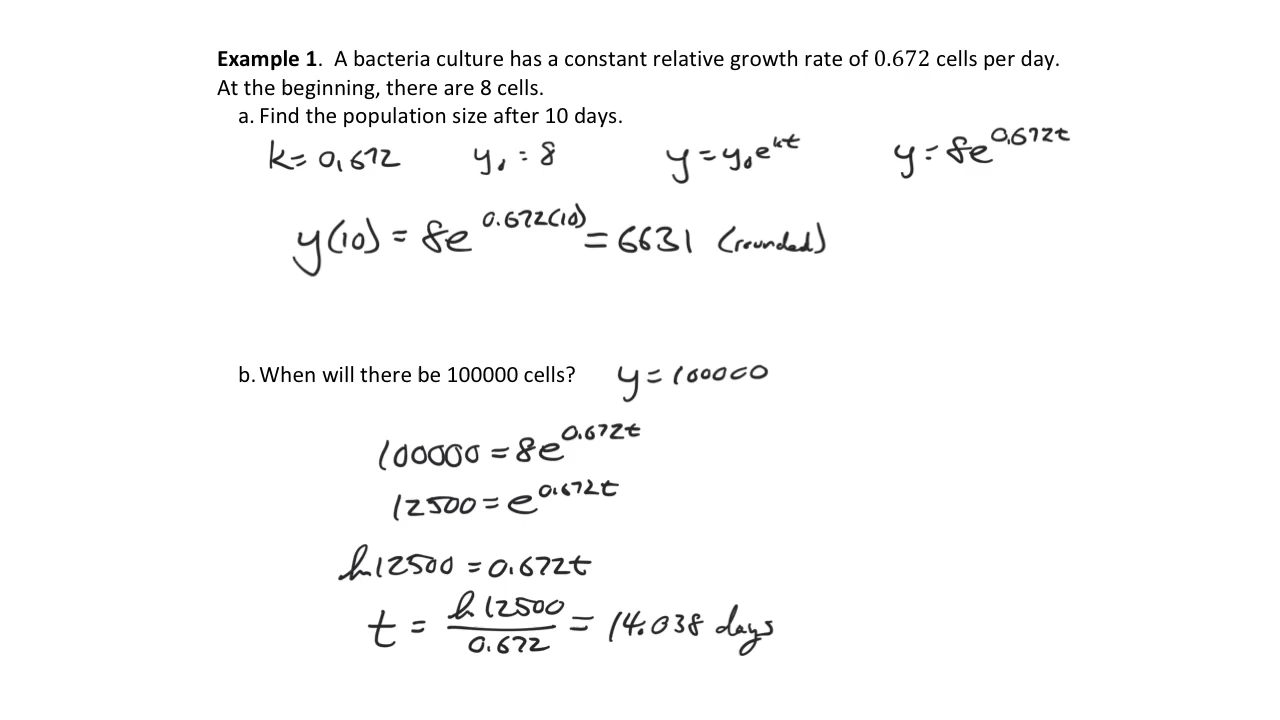 Example 1. A bacteria culture has a constant relative growth rate of 0.672 cells per day.
At the beginning, there are 8 cells.
a. Find the population size after 10 days.
k = 0.672 y₀ = 8 y = y₀e^kt y = 8e^0.672t
y(10) = 8e^0.672(10) = 6631 (rounded)
b. When will there be 100000 cells? y = 100000
100000 = 8e^0.672t
12500 = e^0.672t
ln 12500 = 0.672t
t = ln 12500 / 0.672 = 14.038 days